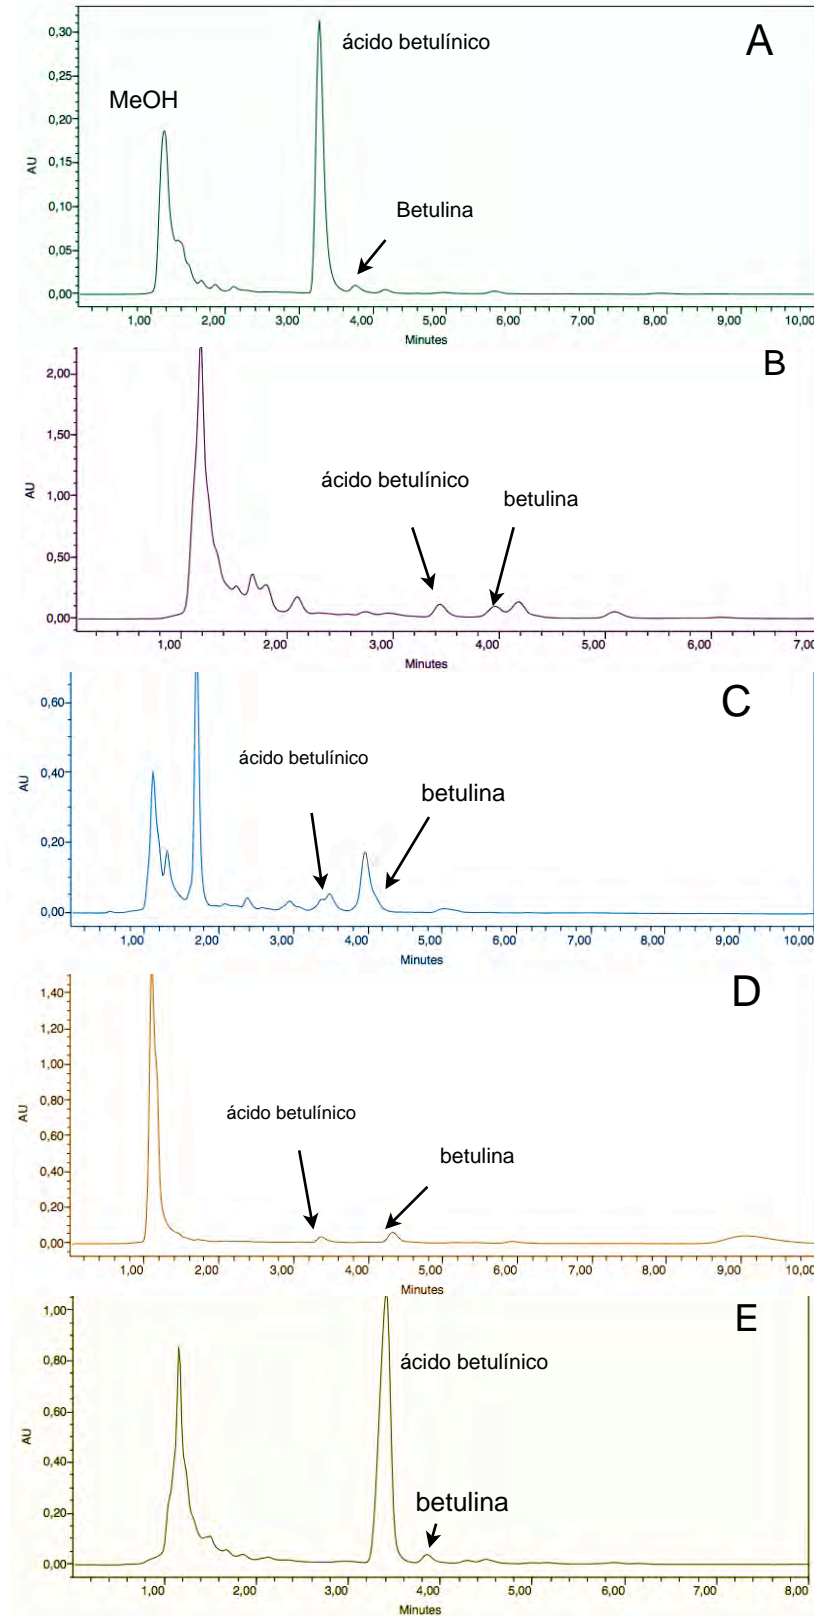 A
0,30
ácido betulínico
0,25
MeOH
0,20
AU
0,15
0,10
Betulina
0,05
0,00
1,00 2,00 3,00 4,00 5,00 6,00 7,00 8,00 9,00 10,00
Minutes
B
2,00
1,50
AU
ácido betulínico
betulina
1,00
0,50
0,00
1,00 2,00 3,00 4,00 5,00 6,00 7,00
Minutes
C
0,60
ácido betulínico
AU
0,40
betulina
0,20
0,00
1,00 2,00 3,00 4,00 5,00 6,00 7,00 8,00 9,00 10,00
Minutes
D
1,40
1,20
1,00
AU
0,80
ácido betulínico
0,60
betulina
0,40
0,20
0,00
1,00 2,00 3,00 4,00 5,00 6,00 7,00 8,00 9,00 10,00
Minutes
E
1,00
ácido betulínico
0,80
0,60
AU
0,40
betulina
0,20
0,00
1,00 2,00 3,00 4,00 5,00 6,00 7,00 8,00
Minutes